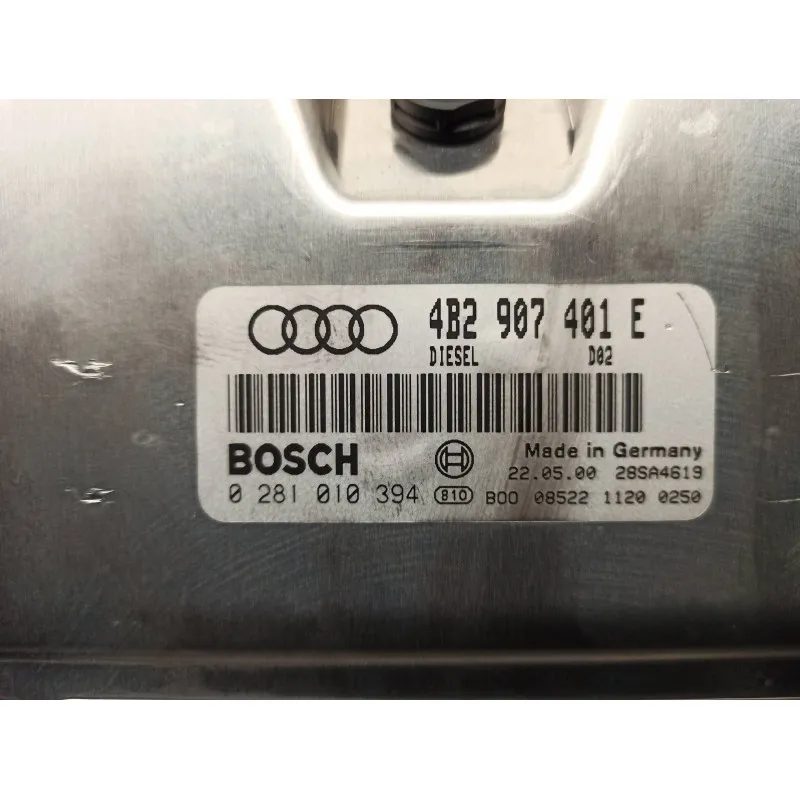 4B2 907 401 E
DIESEL D02
BOSCH Made in Germany
22.05.00 28SA4619
0 281 010 394 810 B00 08522 1120 0250